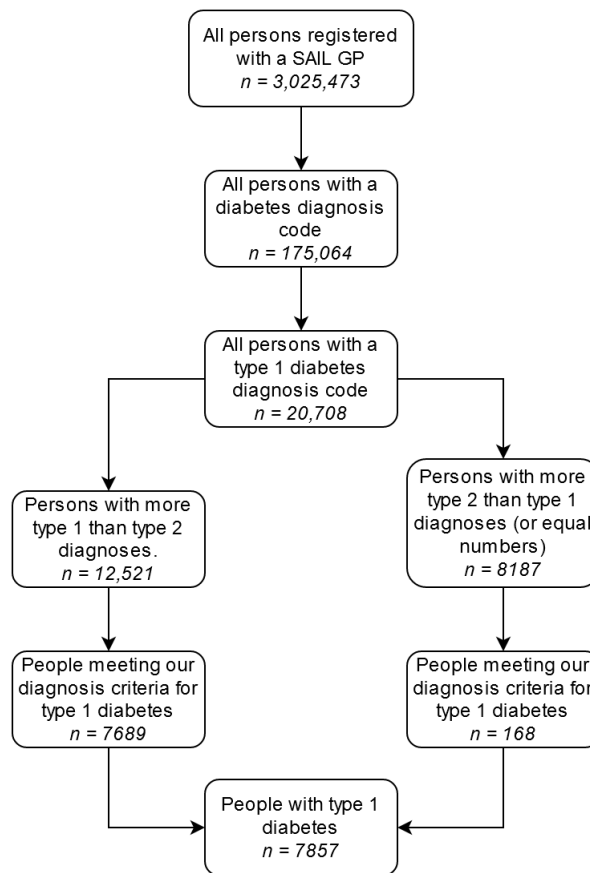 All persons registered
with a SAIL GP
n = 3,025,473
All persons with a
diabetes diagnosis
code
n = 175,064
All persons with a
type 1 diabetes
diagnosis code
n = 20,708
Persons with more
type 1 than type 2
diagnoses.
n = 12,521
Persons with more
type 2 than type 1
diagnoses (or equal
numbers)
n = 8187
People meeting our
diagnosis criteria for
type 1 diabetes
n = 7689
People meeting our
diagnosis criteria for
type 1 diabetes
n = 168
People with type 1
diabetes
n = 7857